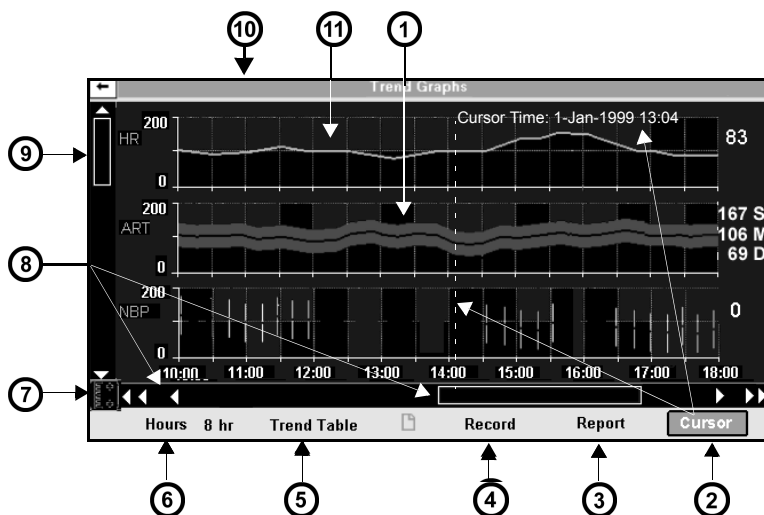 10 11 1
Trend Graphs
Cursor Time: 1-Jan-1999 13:04
HR 200 0 83
9
ART 200 0 167 S
106 M
69 D
8
NBP 200 0 0
10:00 11:00 12:00 13:00 14:00 15:00 16:00 17:00 18:00
7
Hours 8 hr Trend Table Record Report Cursor
6 5 4 3 2